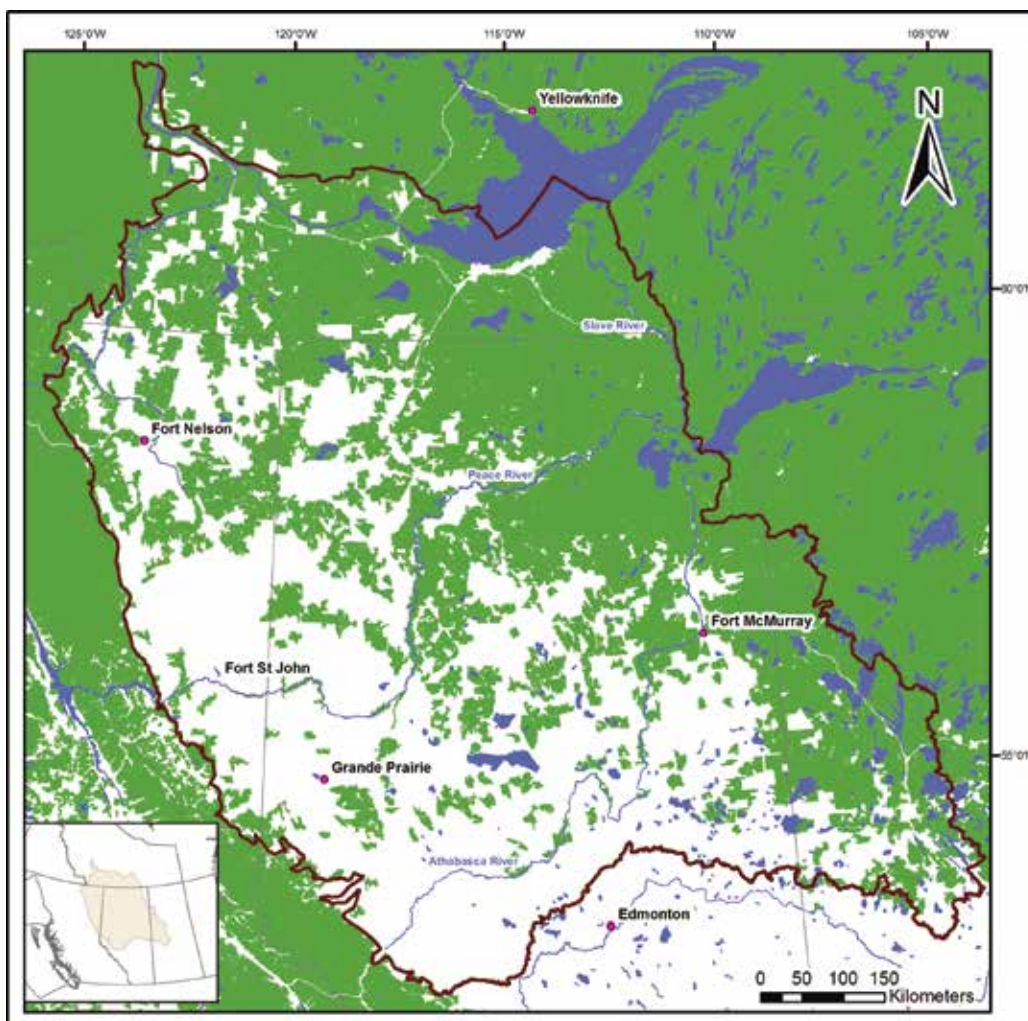 125°0'W 120°0'W 115°0'W 110°0'W 105°0'W
Yellowknife
N
60°0'N
Slave River
Fort Nelson
Peace River
Fort McMurray
Fort St John
55°0'N
Grande Prairie
Athabasca River
Edmonton
0 50 100 150
Kilometers